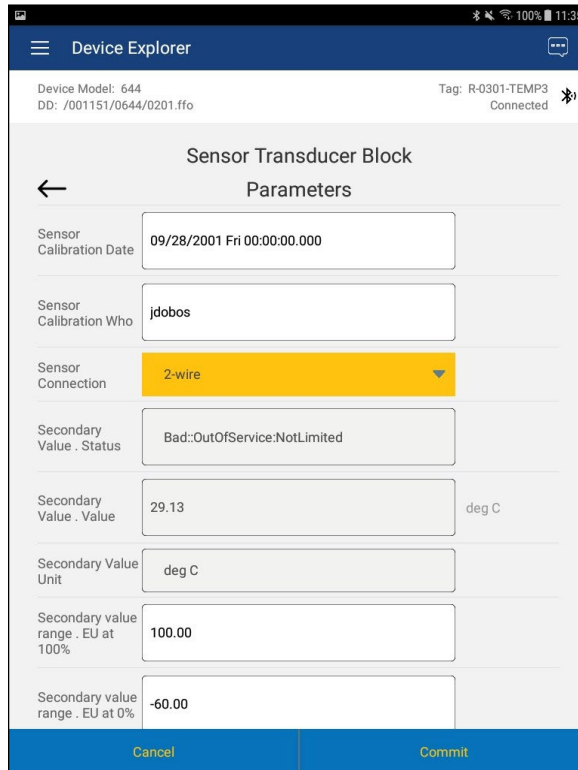 100% 11:35
Device Explorer
Device Model: 644
Tag: R-0301-TEMP3
DD: /001151/0644/0201.ffo
Connected
Sensor Transducer Block
Parameters
Sensor
Calibration Date
09/28/2001 Fri 00:00:00.000
Sensor
Calibration Who
jdobos
Sensor
Connection
2-wire
Secondary
Value . Status
Bad::OutOfService:NotLimited
Secondary
Value . Value
29.13
deg C
Secondary Value
Unit
deg C
Secondary value
range . EU at
100%
100.00
Secondary value
range . EU at 0%
-60.00
Cancel
Commit